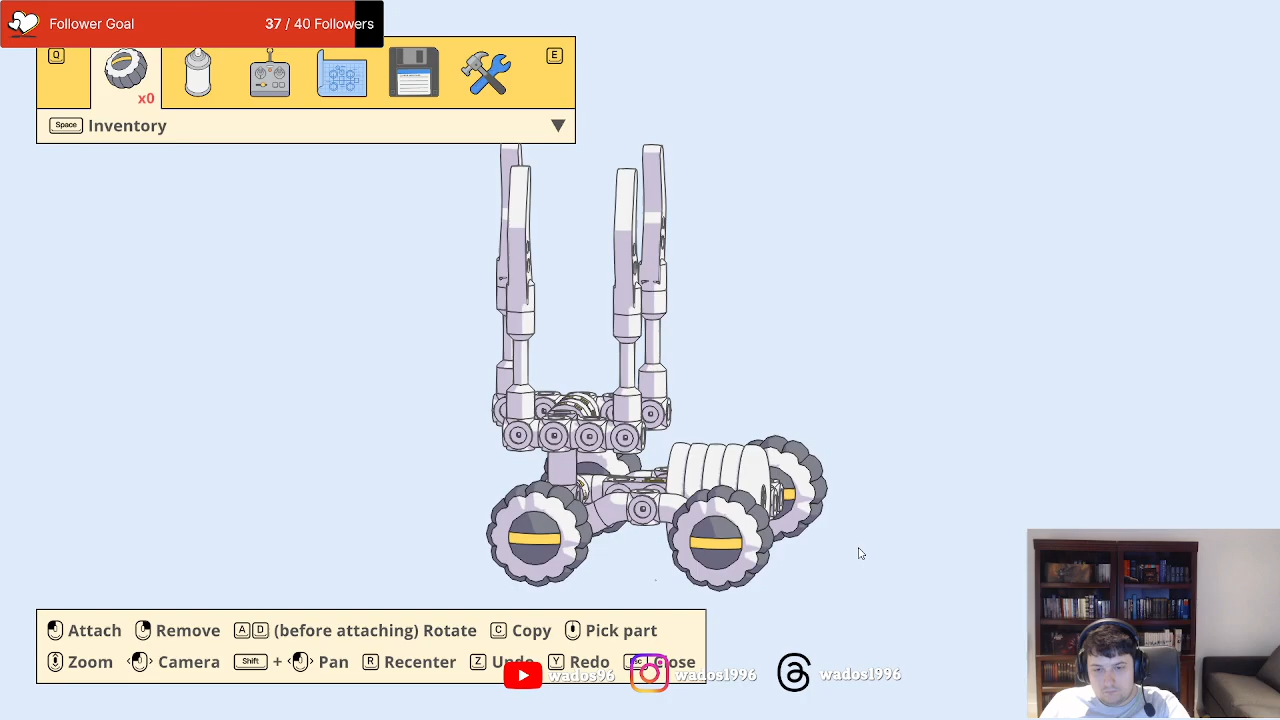 Follower Goal 37 / 40 Followers
Q E
x0
Space Inventory
Attach Remove A D (before attaching) Rotate C Copy Pick part
Zoom Camera Shift + Pan R Recenter Z Undo Y Redo
wados96 wados1996 wados1996